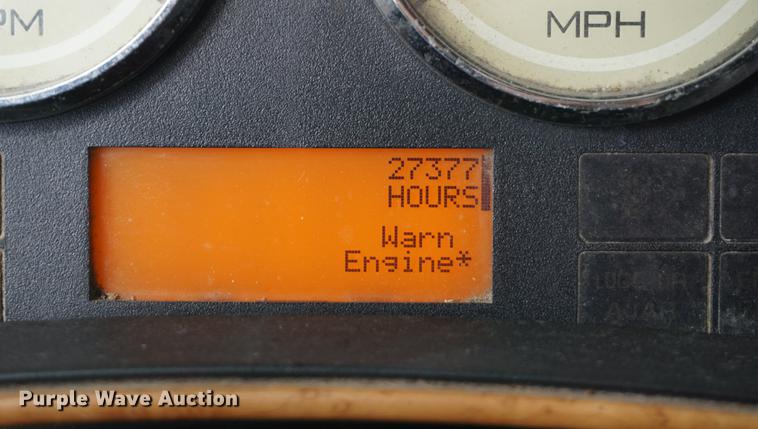 PM
MPH
27377
HOURS
Warn
Engine*
Purple Wave Auction